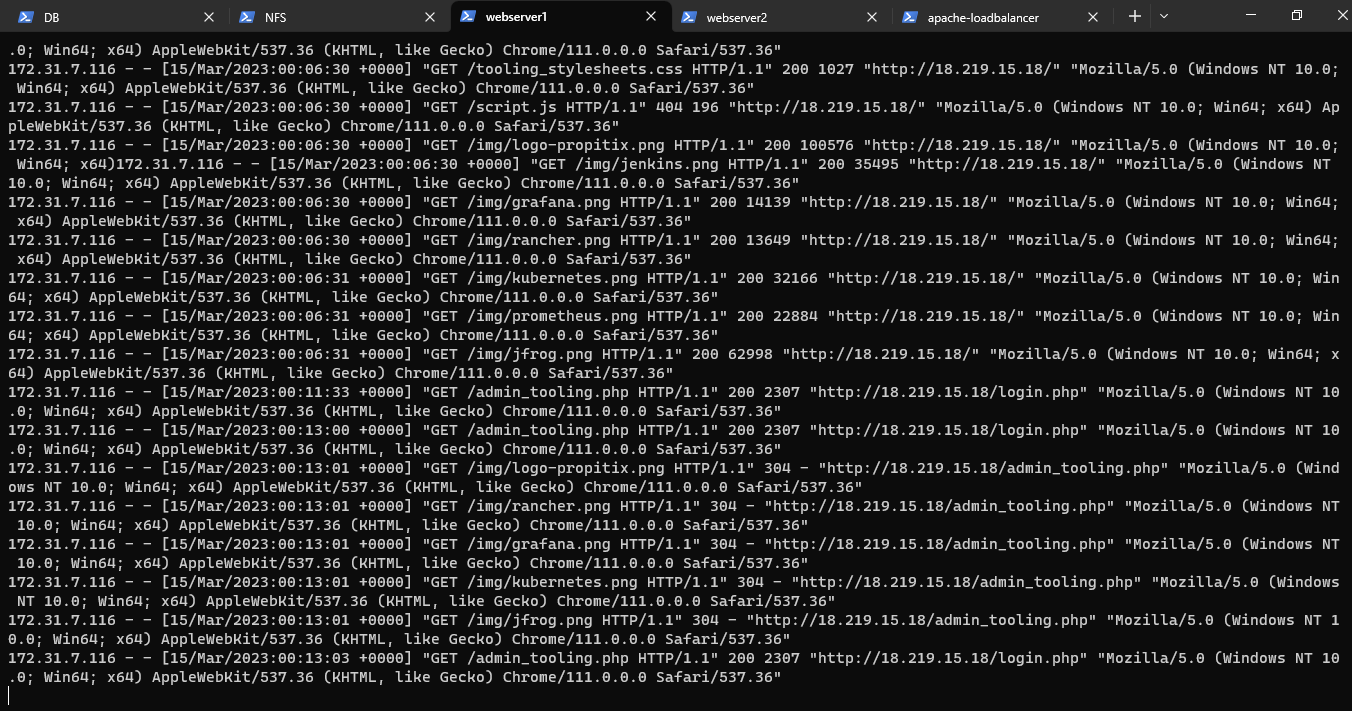 DB
NFS
webserver1
webserver2
apache-loadbalancer
.0; Win64; x64) AppleWebKit/537.36 (KHTML, like Gecko) Chrome/111.0.0.0 Safari/537.36"
172.31.7.116 - - [15/Mar/2023:00:06:30 +0000] "GET /tooling_stylesheets.css HTTP/1.1" 200 1027 "http://18.219.15.18/" "Mozilla/5.0 (Windows NT 10.0;
 Win64; x64) AppleWebKit/537.36 (KHTML, like Gecko) Chrome/111.0.0.0 Safari/537.36"
172.31.7.116 - - [15/Mar/2023:00:06:30 +0000] "GET /script.js HTTP/1.1" 404 196 "http://18.219.15.18/" "Mozilla/5.0 (Windows NT 10.0; Win64; x64) Ap
pleWebKit/537.36 (KHTML, like Gecko) Chrome/111.0.0.0 Safari/537.36"
172.31.7.116 - - [15/Mar/2023:00:06:30 +0000] "GET /img/logo-propitix.png HTTP/1.1" 200 100576 "http://18.219.15.18/" "Mozilla/5.0 (Windows NT 10.0;
 Win64; x64)172.31.7.116 - - [15/Mar/2023:00:06:30 +0000] "GET /img/jenkins.png HTTP/1.1" 200 35495 "http://18.219.15.18/" "Mozilla/5.0 (Windows NT
10.0; Win64; x64) AppleWebKit/537.36 (KHTML, like Gecko) Chrome/111.0.0.0 Safari/537.36"
172.31.7.116 - - [15/Mar/2023:00:06:30 +0000] "GET /img/grafana.png HTTP/1.1" 200 14139 "http://18.219.15.18/" "Mozilla/5.0 (Windows NT 10.0; Win64;
 x64) AppleWebKit/537.36 (KHTML, like Gecko) Chrome/111.0.0.0 Safari/537.36"
172.31.7.116 - - [15/Mar/2023:00:06:30 +0000] "GET /img/rancher.png HTTP/1.1" 200 13649 "http://18.219.15.18/" "Mozilla/5.0 (Windows NT 10.0; Win64;
 x64) AppleWebKit/537.36 (KHTML, like Gecko) Chrome/111.0.0.0 Safari/537.36"
172.31.7.116 - - [15/Mar/2023:00:06:31 +0000] "GET /img/kubernetes.png HTTP/1.1" 200 32166 "http://18.219.15.18/" "Mozilla/5.0 (Windows NT 10.0; Win
64; x64) AppleWebKit/537.36 (KHTML, like Gecko) Chrome/111.0.0.0 Safari/537.36"
172.31.7.116 - - [15/Mar/2023:00:06:31 +0000] "GET /img/prometheus.png HTTP/1.1" 200 22884 "http://18.219.15.18/" "Mozilla/5.0 (Windows NT 10.0; Win
64; x64) AppleWebKit/537.36 (KHTML, like Gecko) Chrome/111.0.0.0 Safari/537.36"
172.31.7.116 - - [15/Mar/2023:00:06:31 +0000] "GET /img/jfrog.png HTTP/1.1" 200 62998 "http://18.219.15.18/" "Mozilla/5.0 (Windows NT 10.0; Win64; x
64) AppleWebKit/537.36 (KHTML, like Gecko) Chrome/111.0.0.0 Safari/537.36"
172.31.7.116 - - [15/Mar/2023:00:11:33 +0000] "GET /admin_tooling.php HTTP/1.1" 200 2307 "http://18.219.15.18/login.php" "Mozilla/5.0 (Windows NT 10
.0; Win64; x64) AppleWebKit/537.36 (KHTML, like Gecko) Chrome/111.0.0.0 Safari/537.36"
172.31.7.116 - - [15/Mar/2023:00:13:00 +0000] "GET /admin_tooling.php HTTP/1.1" 200 2307 "http://18.219.15.18/login.php" "Mozilla/5.0 (Windows NT 10
.0; Win64; x64) AppleWebKit/537.36 (KHTML, like Gecko) Chrome/111.0.0.0 Safari/537.36"
172.31.7.116 - - [15/Mar/2023:00:13:01 +0000] "GET /img/logo-propitix.png HTTP/1.1" 304 - "http://18.219.15.18/admin_tooling.php" "Mozilla/5.0 (Wind
ows NT 10.0; Win64; x64) AppleWebKit/537.36 (KHTML, like Gecko) Chrome/111.0.0.0 Safari/537.36"
172.31.7.116 - - [15/Mar/2023:00:13:01 +0000] "GET /img/rancher.png HTTP/1.1" 304 - "http://18.219.15.18/admin_tooling.php" "Mozilla/5.0 (Windows NT
 10.0; Win64; x64) AppleWebKit/537.36 (KHTML, like Gecko) Chrome/111.0.0.0 Safari/537.36"
172.31.7.116 - - [15/Mar/2023:00:13:01 +0000] "GET /img/grafana.png HTTP/1.1" 304 - "http://18.219.15.18/admin_tooling.php" "Mozilla/5.0 (Windows NT
 10.0; Win64; x64) AppleWebKit/537.36 (KHTML, like Gecko) Chrome/111.0.0.0 Safari/537.36"
172.31.7.116 - - [15/Mar/2023:00:13:01 +0000] "GET /img/kubernetes.png HTTP/1.1" 304 - "http://18.219.15.18/admin_tooling.php" "Mozilla/5.0 (Windows
 NT 10.0; Win64; x64) AppleWebKit/537.36 (KHTML, like Gecko) Chrome/111.0.0.0 Safari/537.36"
172.31.7.116 - - [15/Mar/2023:00:13:01 +0000] "GET /img/jfrog.png HTTP/1.1" 304 - "http://18.219.15.18/admin_tooling.php" "Mozilla/5.0 (Windows NT 1
0.0; Win64; x64) AppleWebKit/537.36 (KHTML, like Gecko) Chrome/111.0.0.0 Safari/537.36"
172.31.7.116 - - [15/Mar/2023:00:13:03 +0000] "GET /admin_tooling.php HTTP/1.1" 200 2307 "http://18.219.15.18/login.php" "Mozilla/5.0 (Windows NT 10
.0; Win64; x64) AppleWebKit/537.36 (KHTML, like Gecko) Chrome/111.0.0.0 Safari/537.36"